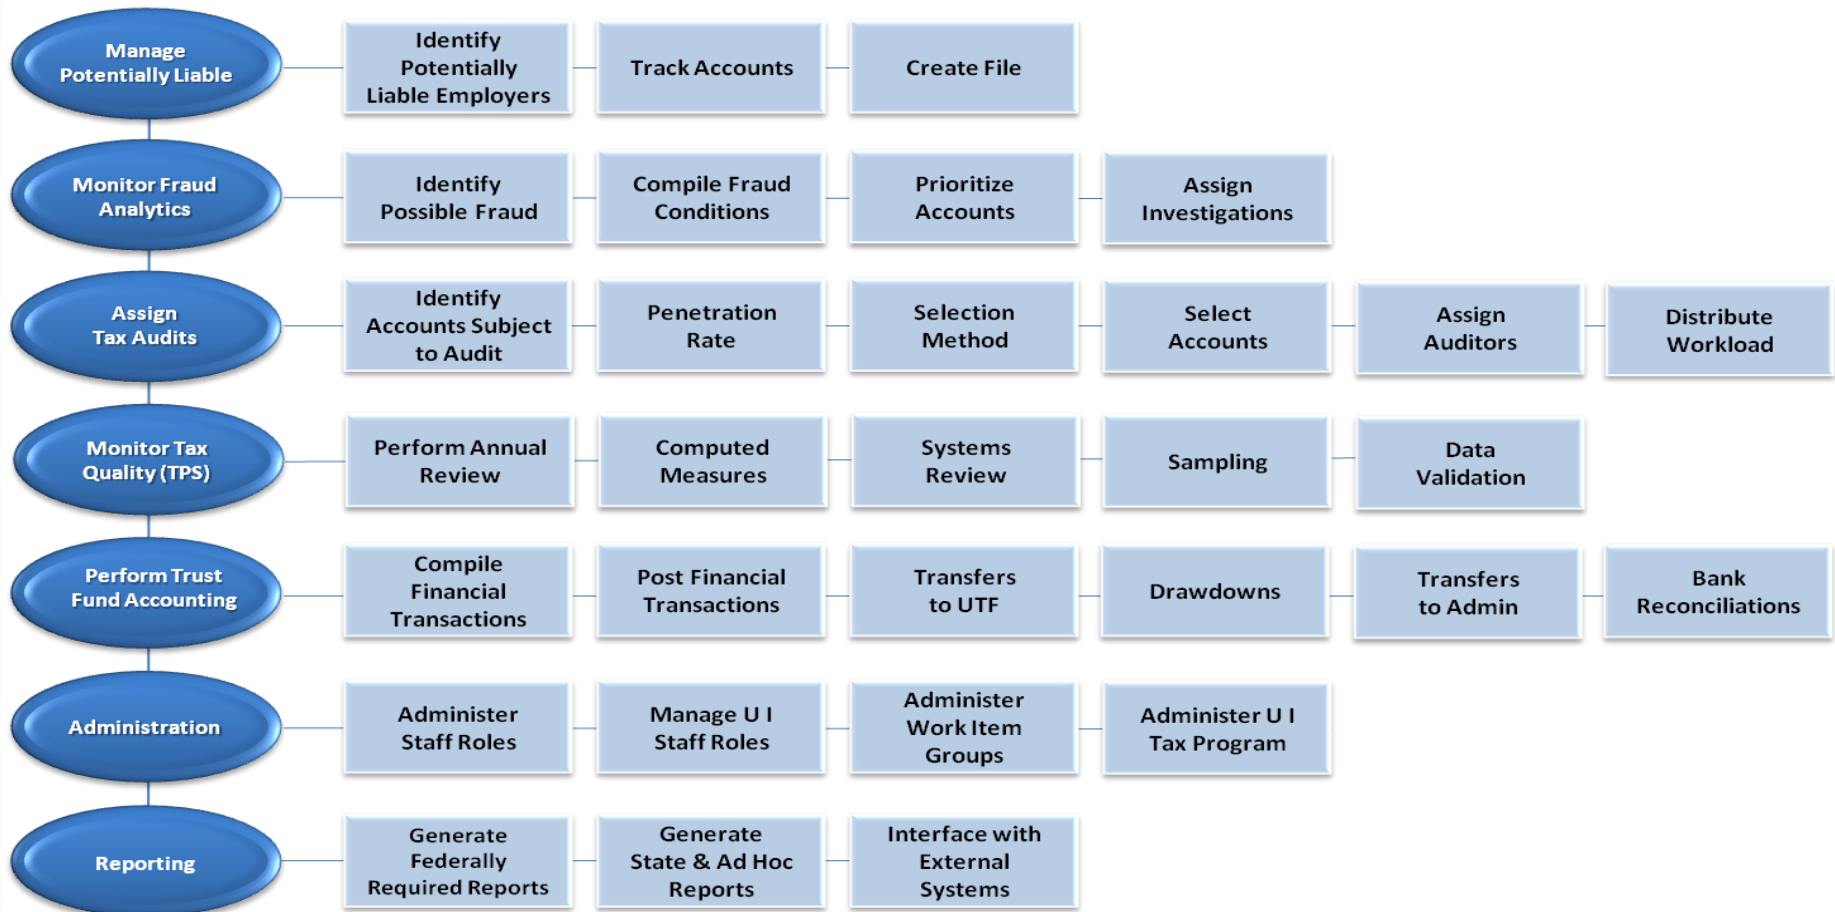 Manage
Potentially Liable
Identify
Potentially
Liable Employers
Track Accounts
Create File
Monitor Fraud
Analytics
Identify
Possible Fraud
Compile Fraud
Conditions
Prioritize
Accounts
Assign
Investigations
Assign
Tax Audits
Identify
Accounts Subject
to Audit
Penetration
Rate
Selection
Method
Select
Accounts
Assign
Auditors
Distribute
Workload
Monitor Tax
Quality (TPS)
Perform Annual
Review
Computed
Measures
Systems
Review
Sampling
Data
Validation
Perform Trust
Fund Accounting
Compile
Financial
Transactions
Post Financial
Transactions
Transfers
to UTF
Drawdowns
Transfers
to Admin
Bank
Reconciliations
Administration
Administer
Staff Roles
Manage U I
Staff Roles
Administer
Work Item
Groups
Administer U I
Tax Program
Reporting
Generate
Federally
Required Reports
Generate
State & Ad Hoc
Reports
Interface with
External
Systems